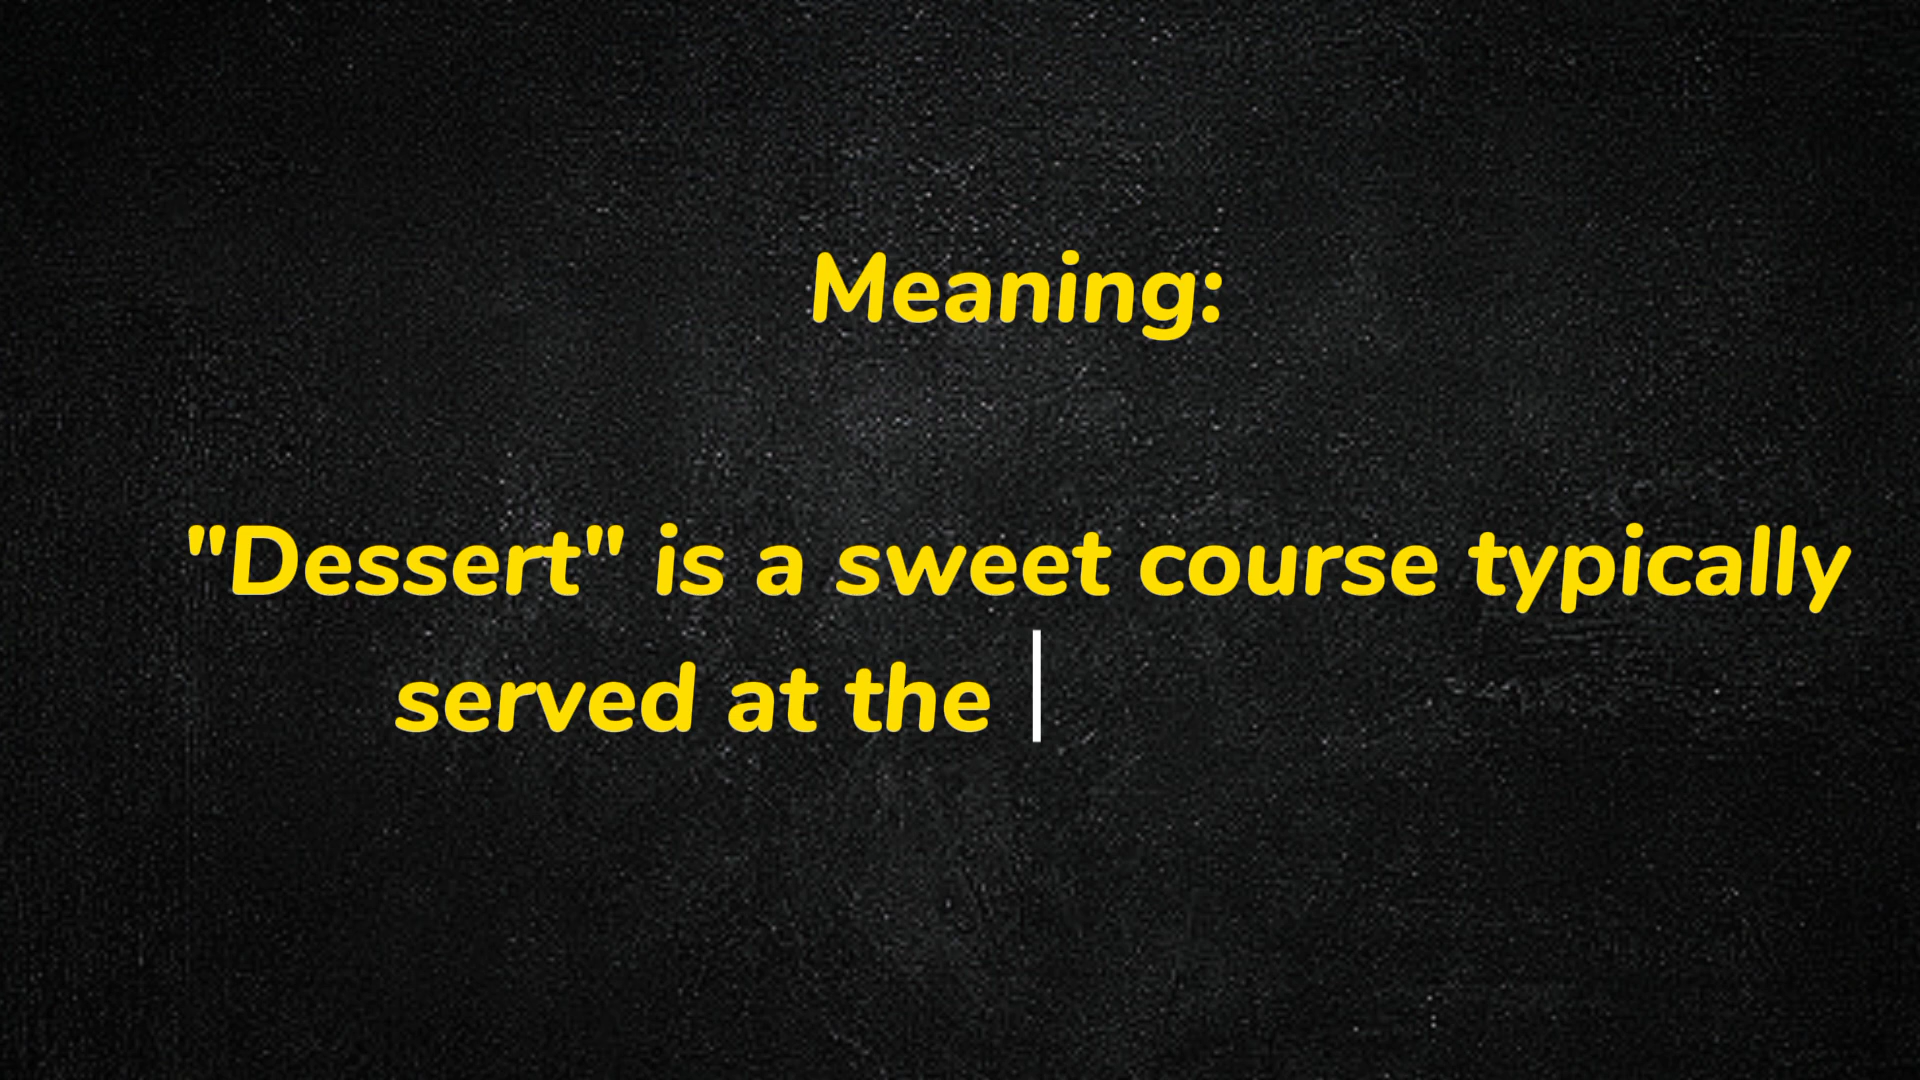 Meaning:
"Dessert" is a sweet course typically
served at the